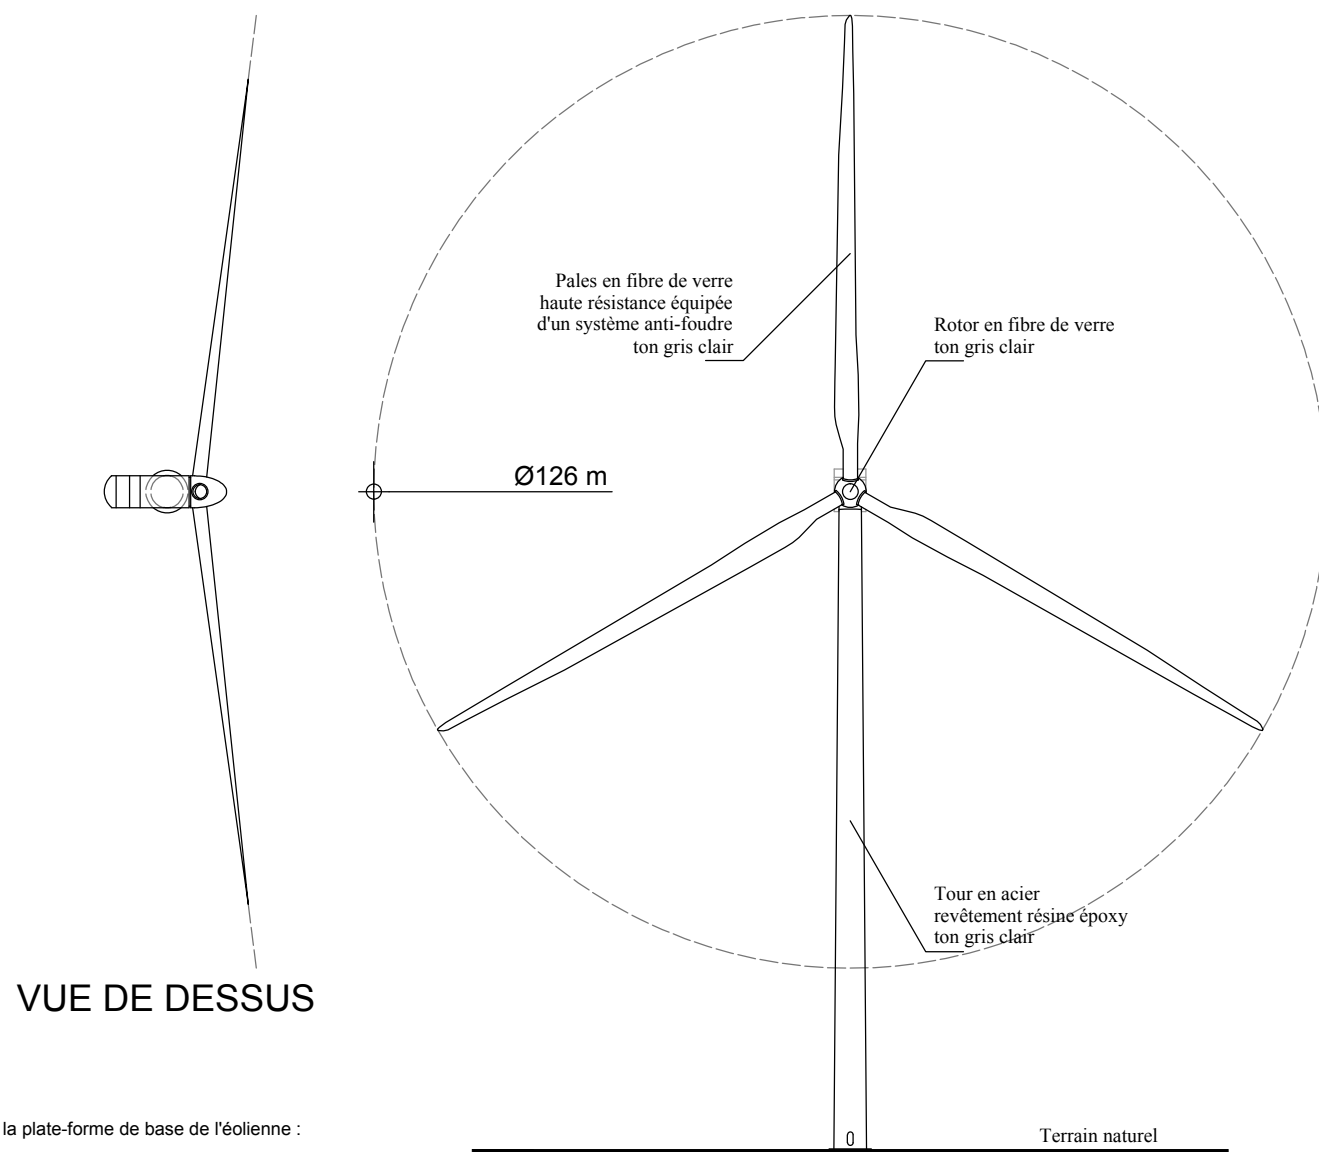 Pales en fibre de verre
haute résistance équipée
d'un système anti-foudre
ton gris clair
Rotor en fibre de verre
ton gris clair
Ø126 m
Tour en acier
revêtement résine époxy
ton gris clair
VUE DE DESSUS
la plate-forme de base de l'éolienne :
Terrain naturel